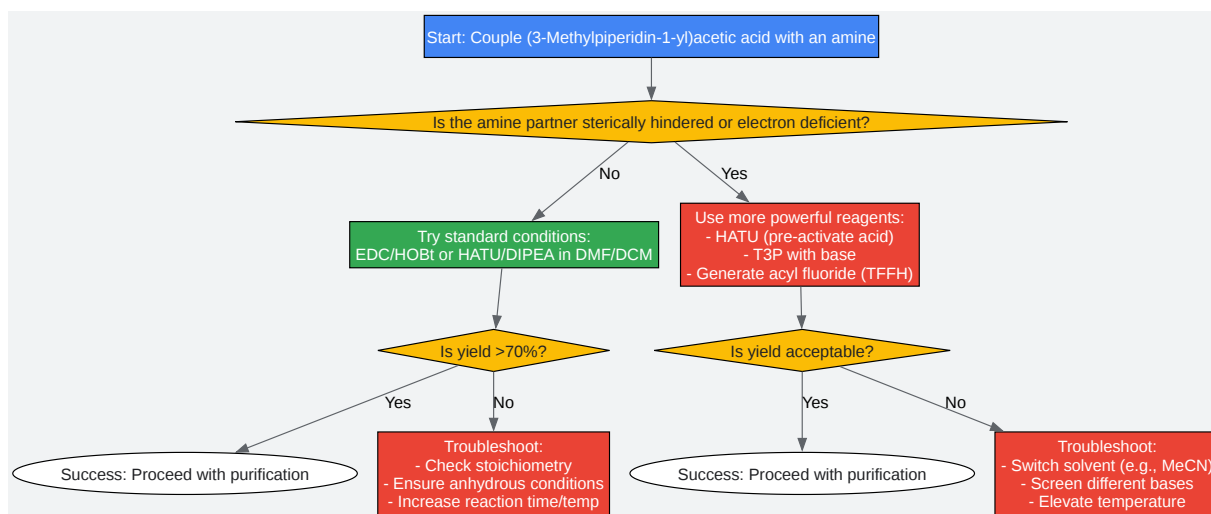 Start: Couple (3-Methylpiperidin-1-yl)acetic acid with an amine
Is the amine partner sterically hindered or electron deficient?
No
Yes
Try standard conditions:
EDC/HOBt or HATU/DIPEA in DMF/DCM
Use more powerful reagents:
- HATU (pre-activate acid)
- T3P with base
- Generate acyl fluoride (TFFH)
Is yield >70%?
Is yield acceptable?
Yes
No
Yes
No
Success: Proceed with purification
Troubleshoot:
- Check stoichiometry
- Ensure anhydrous conditions
- Increase reaction time/temp
Success: Proceed with purification
Troubleshoot:
- Switch solvent (e.g., MeCN)
- Screen different bases
- Elevate temperature